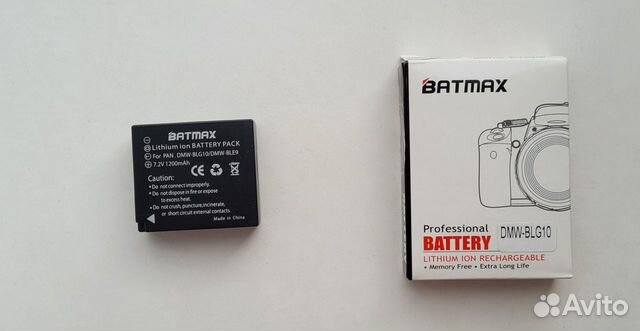 BATMAX
Lithium ion BATTERY PACK
For PAN. DMW-BLG10/DMW-BLE9
7.2V 1200mAh
CE
Caution:
• Do not connect improperly.
• Do not dispose in fire or expose
to excess heat.
• Do not crush, puncture, incinerate,
or short circuit external contacts.
Made in China
BATMAX
Professional
BATTERY
DMW-BLG10
LITHIUM ION RECHARGEABLE
• Memory Free • Extra Long Life
Avito